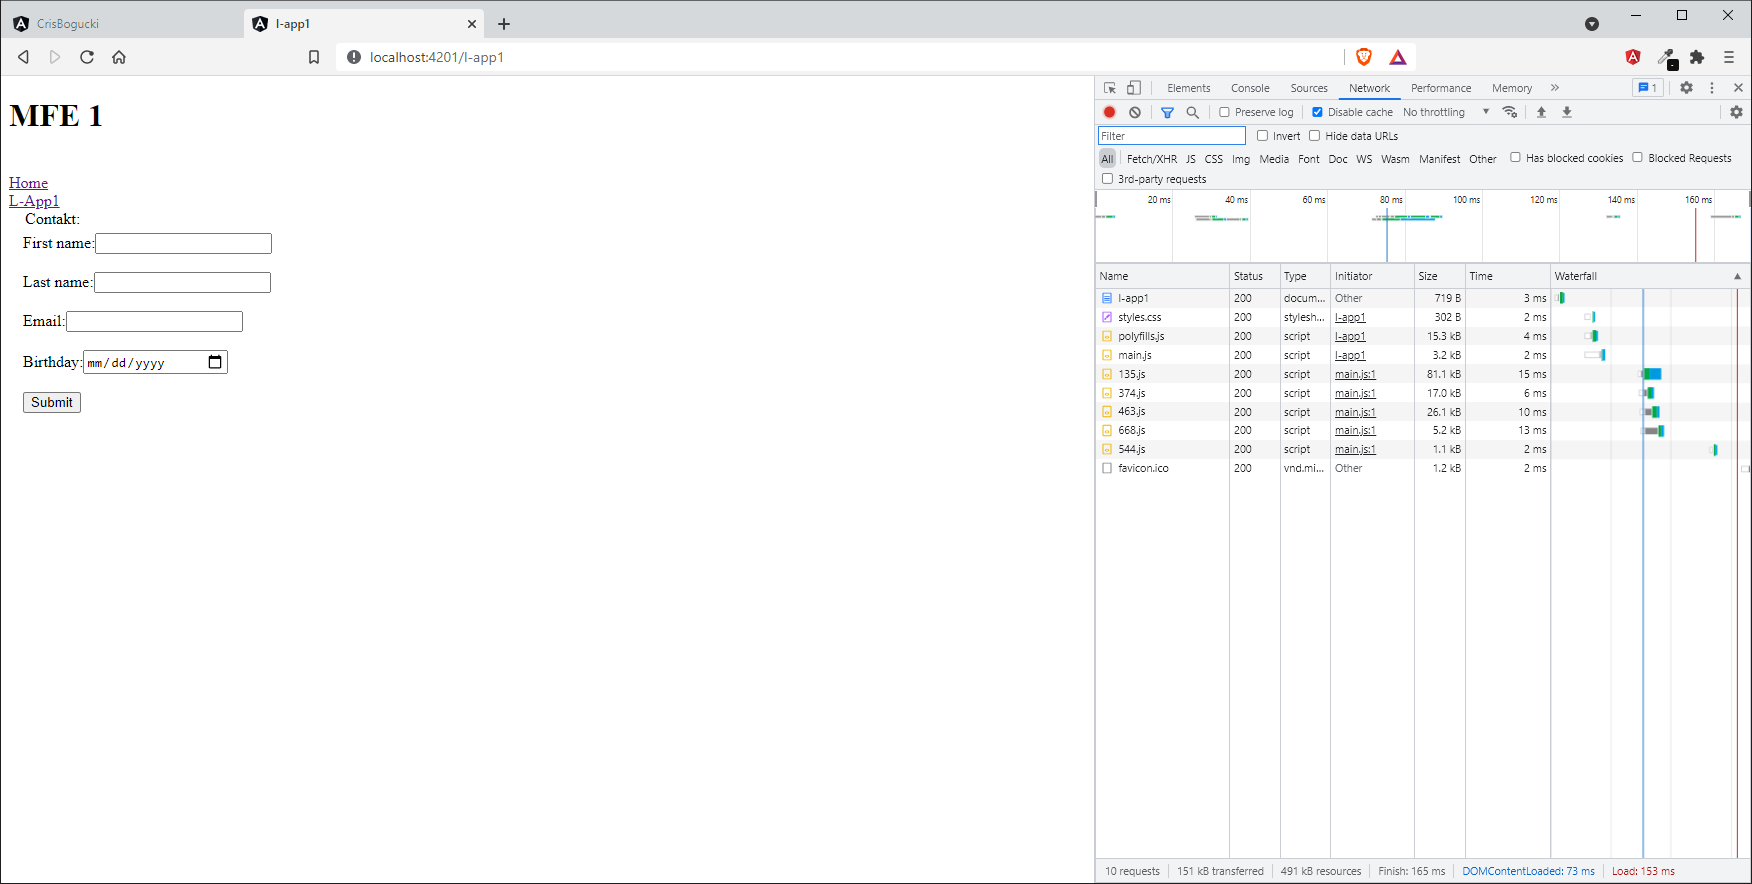 CrisBogucki
l-app1
localhost:4201/l-app1
MFE 1
Home
L-App1
Contakt:
First name:
Last name:
Email:
Birthday: mm/dd/yyyy
Submit
Elements Console Sources Network Performance Memory » 1
Preserve log Disable cache No throttling
Filter Invert Hide data URLs
All Fetch/XHR JS CSS Img Media Font Doc WS Wasm Manifest Other Has blocked cookies Blocked Requests
3rd-party requests
20 ms 40 ms 60 ms 80 ms 100 ms 120 ms 140 ms 160 ms
Name Status Type Initiator Size Time Waterfall
l-app1 200 docum... Other 719 B 3 ms
styles.css 200 stylesh... l-app1 302 B 2 ms
polyfills.js 200 script l-app1 15.3 kB 4 ms
main.js 200 script l-app1 3.2 kB 2 ms
135.js 200 script main.js:1 81.1 kB 15 ms
374.js 200 script main.js:1 17.0 kB 6 ms
463.js 200 script main.js:1 26.1 kB 10 ms
668.js 200 script main.js:1 5.2 kB 13 ms
544.js 200 script main.js:1 1.1 kB 2 ms
favicon.ico 200 vnd.mi... Other 1.2 kB 2 ms
10 requests 151 kB transferred 491 kB resources Finish: 165 ms DOMContentLoaded: 73 ms Load: 153 ms